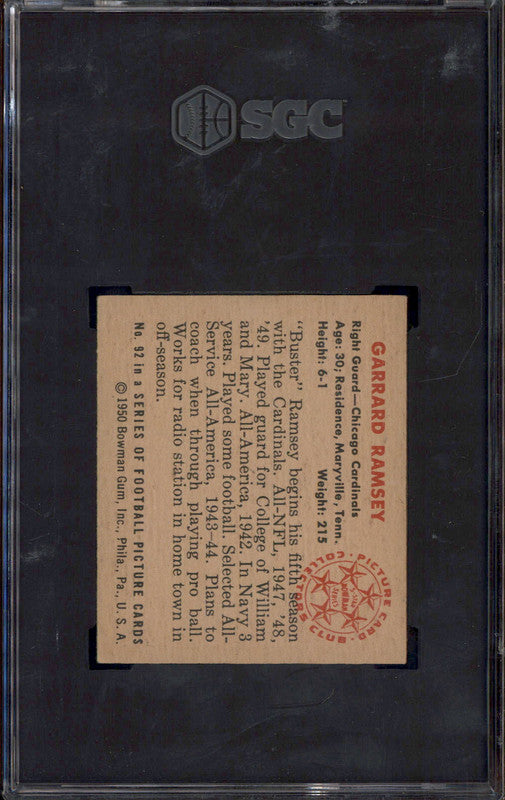 SGC
GARRARD RAMSEY
Right Guard—Chicago Cardinals
Age: 30; Residence, Maryville, Tenn.
Height: 6-1 Weight: 215
PICTURE CARD
COLLECTORS CLUB
5-STAR
BOWMAN
"Buster" Ramsey begins his fifth season
with the Cardinals. All-NFL, 1947, '48,
'49. Played guard for College of William
and Mary. All-America, 1942. In Navy 3
years. Played some football. Selected All-
Service All-America, 1943-44. Plans to
coach when through playing pro ball.
Works for radio station in home town in
off-season.
No. 92 in a SERIES OF FOOTBALL PICTURE CARDS
© 1950 Bowman Gum, Inc., Phila., Pa., U. S. A.